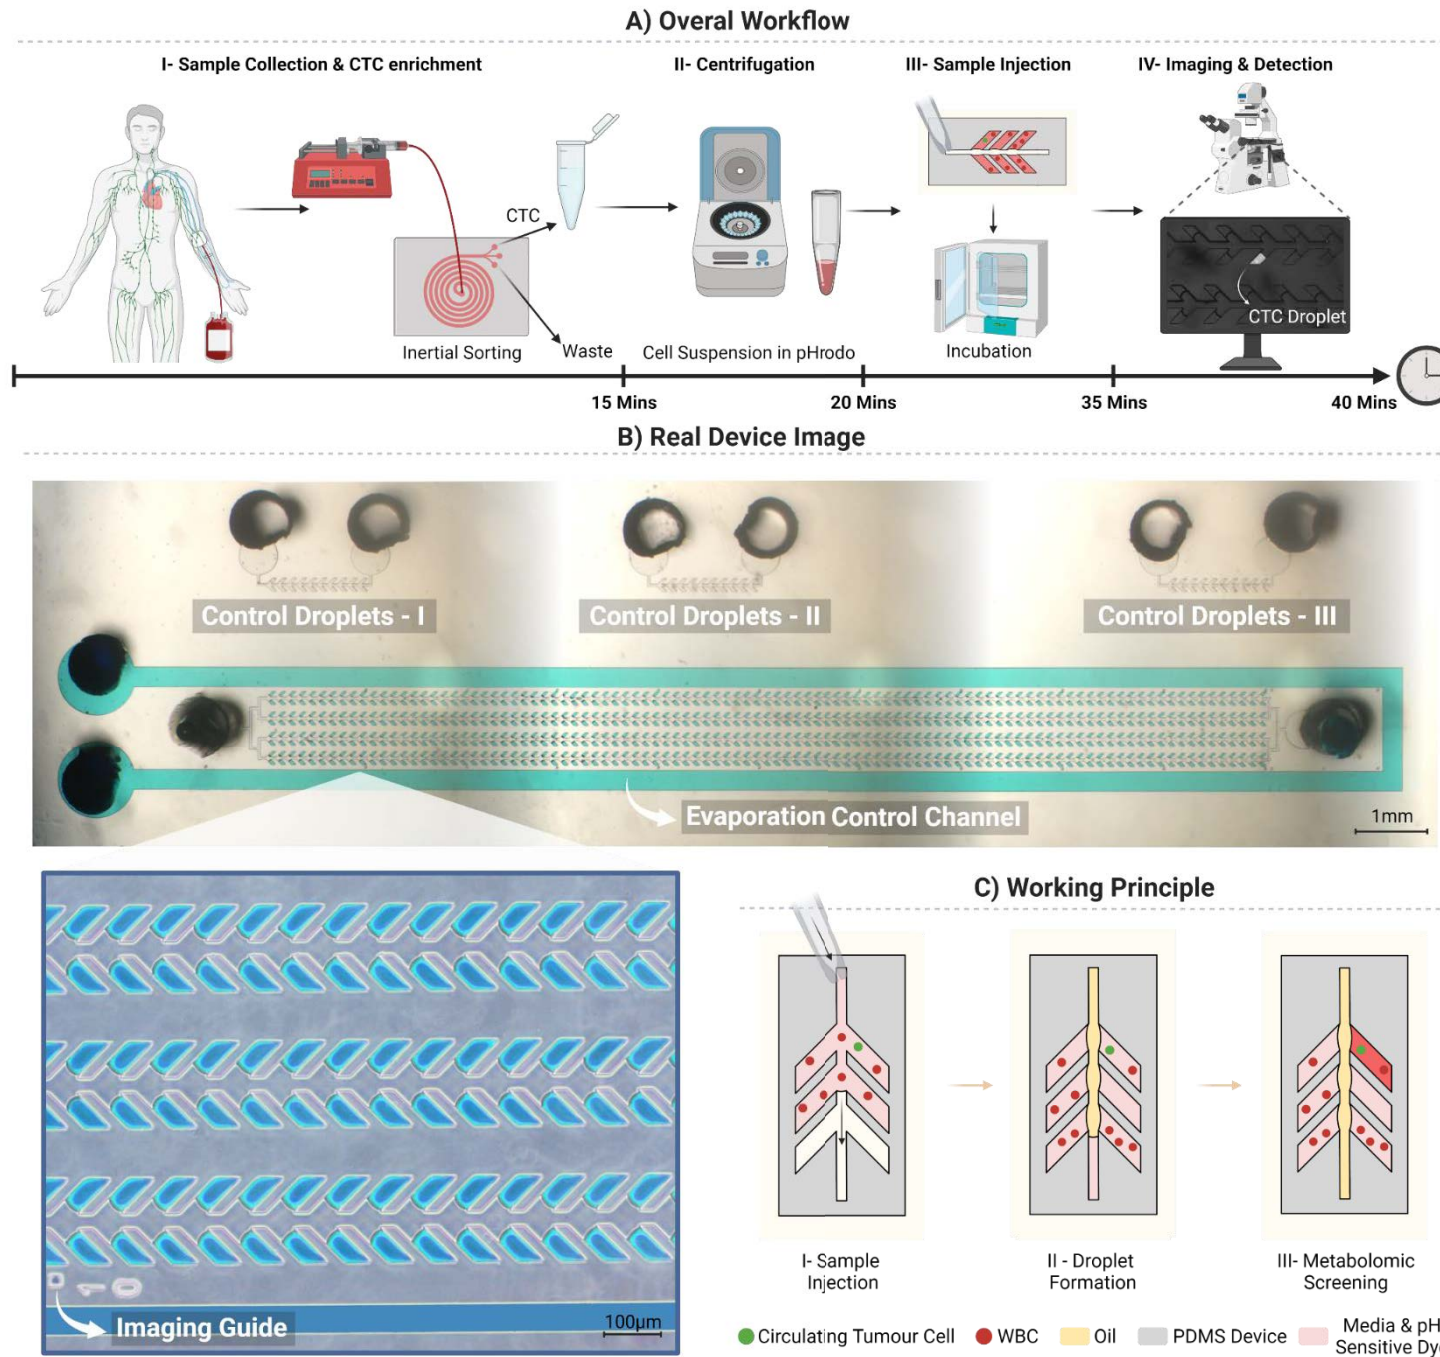 A) Overal Workflow
I- Sample Collection & CTC enrichment
II- Centrifugation
III- Sample Injection
IV- Imaging & Detection
CTC
CTC Droplet
Inertial Sorting
Waste
Cell Suspension in pHrodo
Incubation
15 Mins
20 Mins
35 Mins
40 Mins
B) Real Device Image
Control Droplets - I
Control Droplets - II
Control Droplets - III
Evaporation Control Channel
1mm
C) Working Principle
Imaging Guide
100µm
I- Sample
Injection
II - Droplet
Formation
III- Metabolomic
Screening
Circulating Tumour Cell
WBC
Oil
PDMS Device
Media & pH
Sensitive Dy